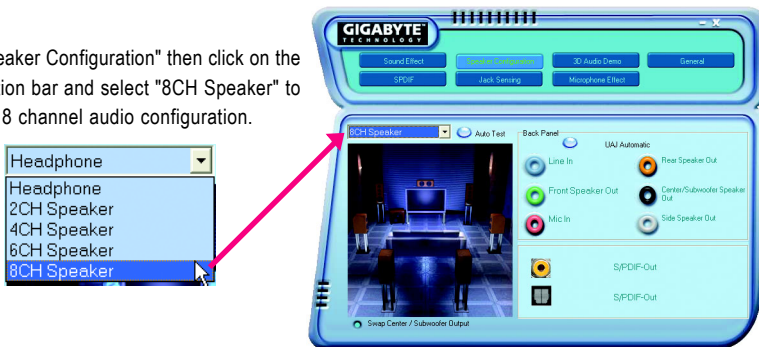 eaker Configuration" then click on the
tion bar and select "8CH Speaker" to
8 channel audio configuration.
Headphone
Headphone
2CH Speaker
4CH Speaker
6CH Speaker
8CH Speaker
GIGABYTE
TECHNOLOGY
Sound Effect
Speaker Configuration
3D Audio Demo
General
SPDIF
Jack Sensing
Microphone Effect
8CH Speaker
Auto Test
Back Panel
UAJ Automatic
Line In
Rear Speaker Out
Front Speaker Out
Center/Subwoofer Speaker
Out
Mic In
Side Speaker Out
S/PDIF-Out
S/PDIF-Out
Swap Center / Subwoofer Output